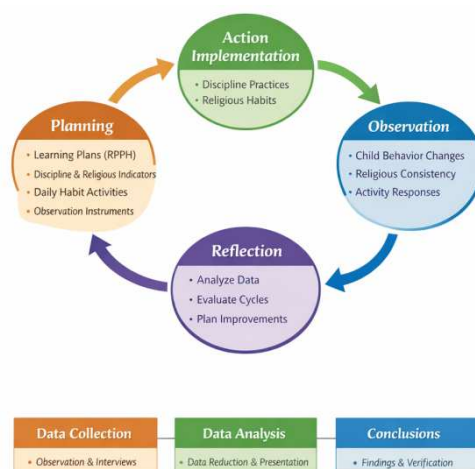 Action
Implementation
• Discipline Practices
• Religious Habits
Planning
• Learning Plans (RPPH)
• Discipline & Religious Indicators
• Daily Habit Activities
• Observation Instruments
Observation
• Child Behavior Changes
• Religious Consistency
• Activity Responses
Reflection
• Analyze Data
• Evaluate Cycles
• Plan Improvements
Data Collection
• Observation & Interviews
Data Analysis
• Data Reduction & Presentation
Conclusions
• Findings & Verification